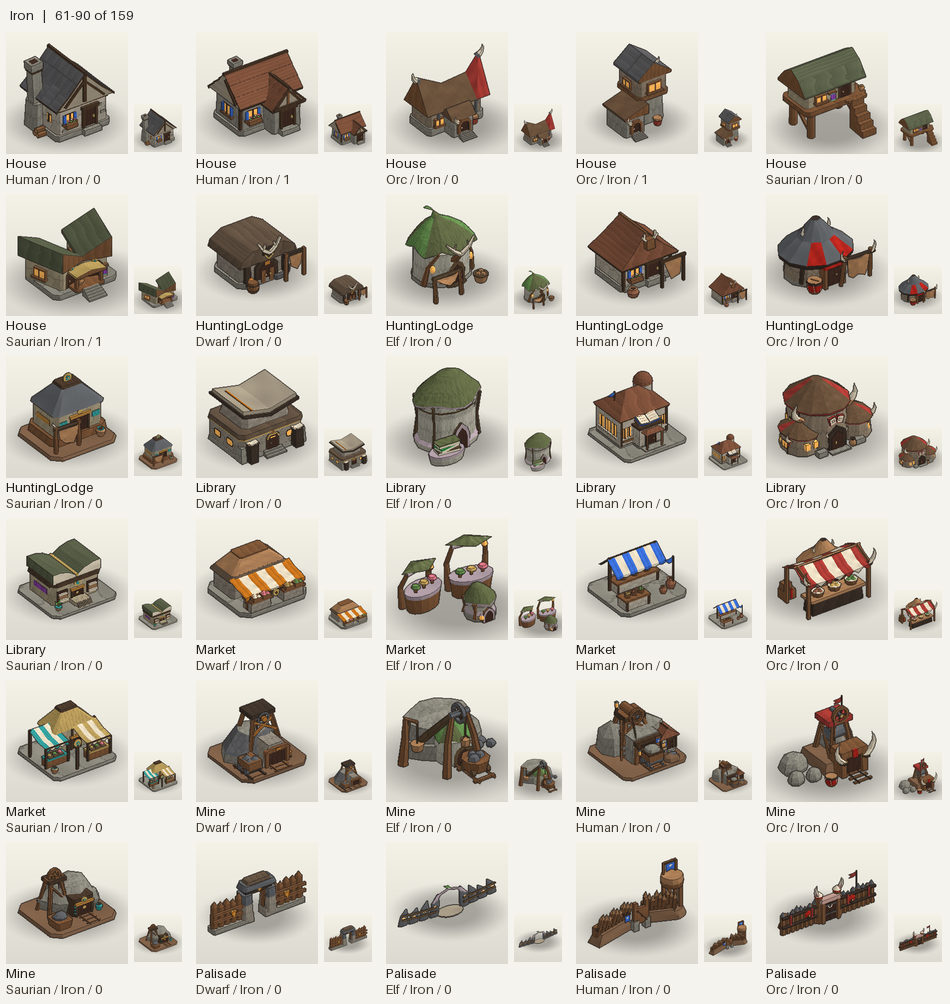 Iron | 61-90 of 159
House
Human / Iron / 0
House
Human / Iron / 1
House
Orc / Iron / 0
House
Orc / Iron / 1
House
Saurian / Iron / 0
House
Saurian / Iron / 1
HuntingLodge
Dwarf / Iron / 0
HuntingLodge
Elf / Iron / 0
HuntingLodge
Human / Iron / 0
HuntingLodge
Orc / Iron / 0
HuntingLodge
Saurian / Iron / 0
Library
Dwarf / Iron / 0
Library
Elf / Iron / 0
Library
Human / Iron / 0
Library
Orc / Iron / 0
Library
Saurian / Iron / 0
Market
Dwarf / Iron / 0
Market
Elf / Iron / 0
Market
Human / Iron / 0
Market
Orc / Iron / 0
Market
Saurian / Iron / 0
Mine
Dwarf / Iron / 0
Mine
Elf / Iron / 0
Mine
Human / Iron / 0
Mine
Orc / Iron / 0
Mine
Saurian / Iron / 0
Palisade
Dwarf / Iron / 0
Palisade
Elf / Iron / 0
Palisade
Human / Iron / 0
Palisade
Orc / Iron / 0